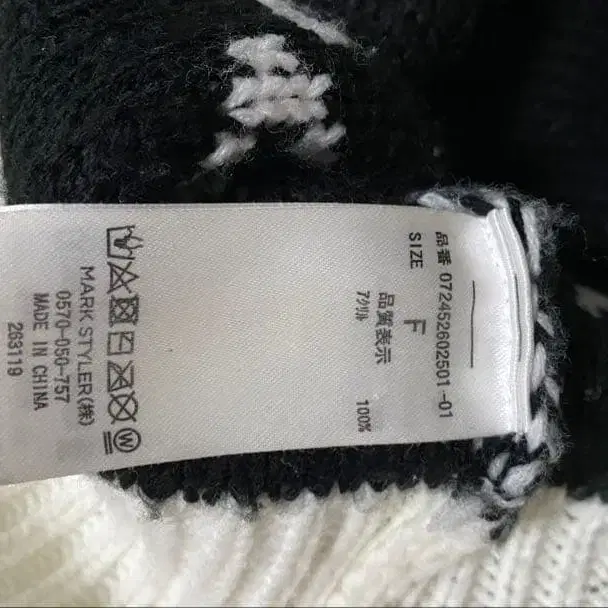 品番 072452602501-01
SIZE
F
品質表示
アクリル 100%
W
MARK STYLER(株)
0570-050-757
MADE IN CHINA
263119